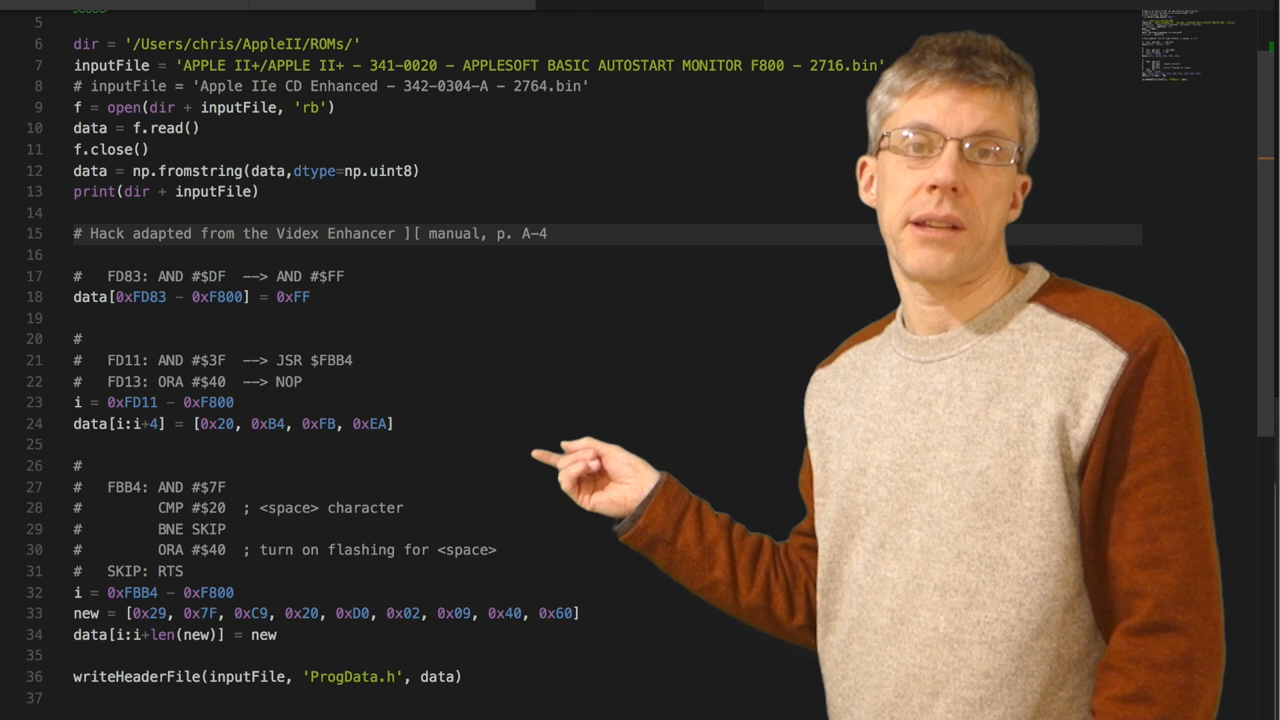 5
6 dir = '/Users/chris/AppleII/ROMs/'
7 inputFile = 'APPLE II+/APPLE II+ - 341-0020 - APPLESOFT BASIC AUTOSTART MONITOR F800 - 2716.bin'
8 # inputFile = 'Apple IIe CD Enhanced - 342-0304-A - 2764.bin'
9 f = open(dir + inputFile, 'rb')
10 data = f.read()
11 f.close()
12 data = np.fromstring(data,dtype=np.uint8)
13 print(dir + inputFile)
14
15 # Hack adapted from the Videx Enhancer ][ manual, p. A-4
16
17 #   FD83: AND #$DF  --> AND #$FF
18 data[0xFD83 - 0xF800] = 0xFF
19
20 #
21 #   FD11: AND #$3F  --> JSR $FBB4
22 #   FD13: ORA #$40  --> NOP
23 i = 0xFD11 - 0xF800
24 data[i:i+4] = [0x20, 0xB4, 0xFB, 0xEA]
25
26 #
27 #   FBB4: AND #$7F
28 #         CMP #$20  ; <space> character
29 #         BNE SKIP
30 #         ORA #$40  ; turn on flashing for <space>
31 #   SKIP: RTS
32 i = 0xFBB4 - 0xF800
33 new = [0x29, 0x7F, 0xC9, 0x20, 0xD0, 0x02, 0x09, 0x40, 0x60]
34 data[i:i+len(new)] = new
35
36 writeHeaderFile(inputFile, 'ProgData.h', data)
37